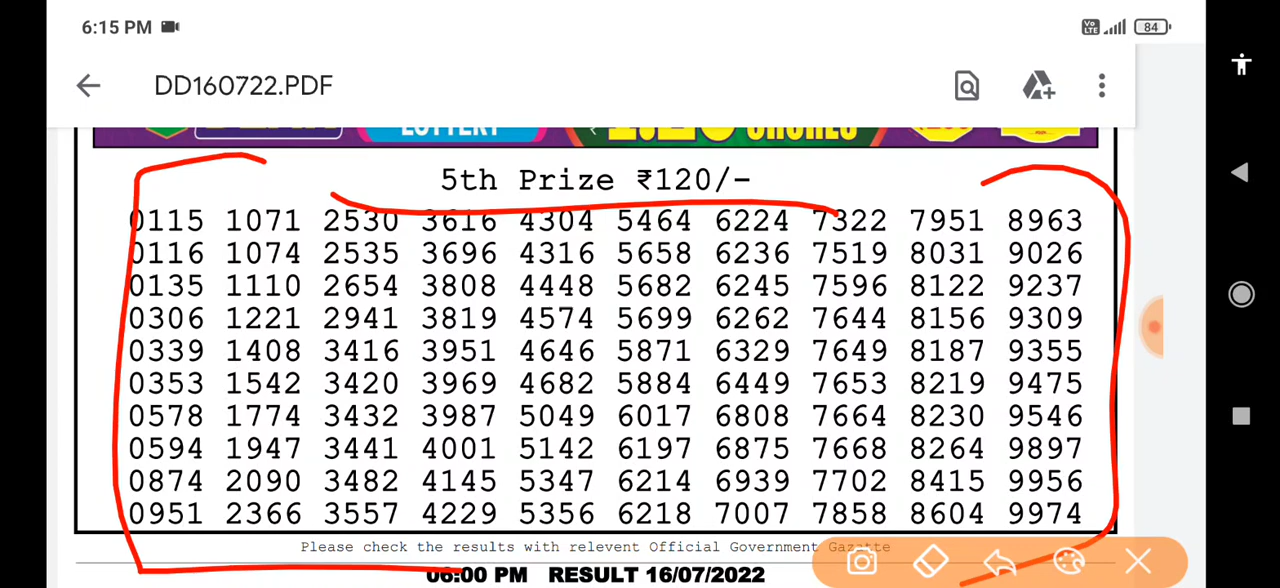 6:15 PM
Vo LTE 84
DD160722.PDF
LOTTERY
5th Prize ₹120/-
0115 1071 2530 3616 4304 5464 6224 7322 7951 8963
0116 1074 2535 3696 4316 5658 6236 7519 8031 9026
0135 1110 2654 3808 4448 5682 6245 7596 8122 9237
0306 1221 2941 3819 4574 5699 6262 7644 8156 9309
0339 1408 3416 3951 4646 5871 6329 7649 8187 9355
0353 1542 3420 3969 4682 5884 6449 7653 8219 9475
0578 1774 3432 3987 5049 6017 6808 7664 8230 9546
0594 1947 3441 4001 5142 6197 6875 7668 8264 9897
0874 2090 3482 4145 5347 6214 6939 7702 8415 9956
0951 2366 3557 4229 5356 6218 7007 7858 8604 9974
Please check the results with relevent Official Government Gazatte
06:00 PM RESULT 16/07/2022